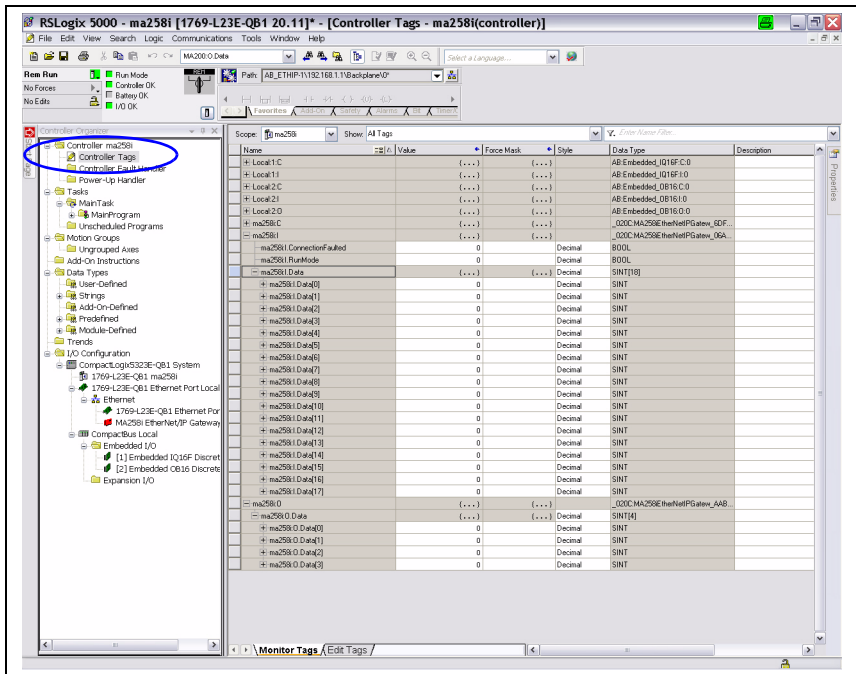 RSLogix 5000 - ma258i [1769-L23E-QB1 20.11]* - [Controller Tags - ma258i(controller)]
File Edit View Search Logic Communications Tools Window Help
MA200:O.Data
Select a Language...
Rem Run
Run Mode
No Forces
Controller OK
Battery OK
No Edits
I/O OK
REM
Path: AB_ETHIP-1\192.168.1.1\Backplane\0*
Favorites Add-On Safety Alarms Bit Timer
Controller Organizer
Controller ma258i
Controller Tags
Controller Fault Handler
Power-Up Handler
Tasks
MainTask
MainProgram
Unscheduled Programs
Motion Groups
Ungrouped Axes
Add-On Instructions
Data Types
User-Defined
Strings
Add-On-Defined
Predefined
Module-Defined
Trends
I/O Configuration
CompactLogix5323E-QB1 System
1769-L23E-QB1 ma258i
1769-L23E-QB1 Ethernet Port Local
Ethernet
1769-L23E-QB1 Ethernet Por
MA258i EtherNet/IP Gateway
CompactBus Local
Embedded I/O
[1] Embedded IQ16F Discret
[2] Embedded OB16 Discrete
Expansion I/O
Scope: ma258i Show: All Tags Enter Name Filter...
Name Value Force Mask Style Data Type Description
Local:1:C {...} {...} AB:Embedded_IQ16F:C:0
Local:1:I {...} {...} AB:Embedded_IQ16F:I:0
Local:2:C {...} {...} AB:Embedded_OB16:C:0
Local:2:I {...} {...} AB:Embedded_OB16:I:0
Local:2:O {...} {...} AB:Embedded_OB16:O:0
ma258i:C {...} {...} _020C:MA258iEtherNetIPGatew_6DF...
ma258i:I {...} {...} _020C:MA258iEtherNetIPGatew_06A...
ma258i:I.ConnectionFaulted 0 Decimal BOOL
ma258i:I.RunMode 0 Decimal BOOL
ma258i:I.Data {...} {...} Decimal SINT[18]
ma258i:I.Data[0] 0 Decimal SINT
ma258i:I.Data[1] 0 Decimal SINT
ma258i:I.Data[2] 0 Decimal SINT
ma258i:I.Data[3] 0 Decimal SINT
ma258i:I.Data[4] 0 Decimal SINT
ma258i:I.Data[5] 0 Decimal SINT
ma258i:I.Data[6] 0 Decimal SINT
ma258i:I.Data[7] 0 Decimal SINT
ma258i:I.Data[8] 0 Decimal SINT
ma258i:I.Data[9] 0 Decimal SINT
ma258i:I.Data[10] 0 Decimal SINT
ma258i:I.Data[11] 0 Decimal SINT
ma258i:I.Data[12] 0 Decimal SINT
ma258i:I.Data[13] 0 Decimal SINT
ma258i:I.Data[14] 0 Decimal SINT
ma258i:I.Data[15] 0 Decimal SINT
ma258i:I.Data[16] 0 Decimal SINT
ma258i:I.Data[17] 0 Decimal SINT
ma258i:O {...} {...} _020C:MA258iEtherNetIPGatew_AAB...
ma258i:O.Data {...} {...} Decimal SINT[4]
ma258i:O.Data[0] 0 Decimal SINT
ma258i:O.Data[1] 0 Decimal SINT
ma258i:O.Data[2] 0 Decimal SINT
ma258i:O.Data[3] 0 Decimal SINT
Properties
Monitor Tags Edit Tags